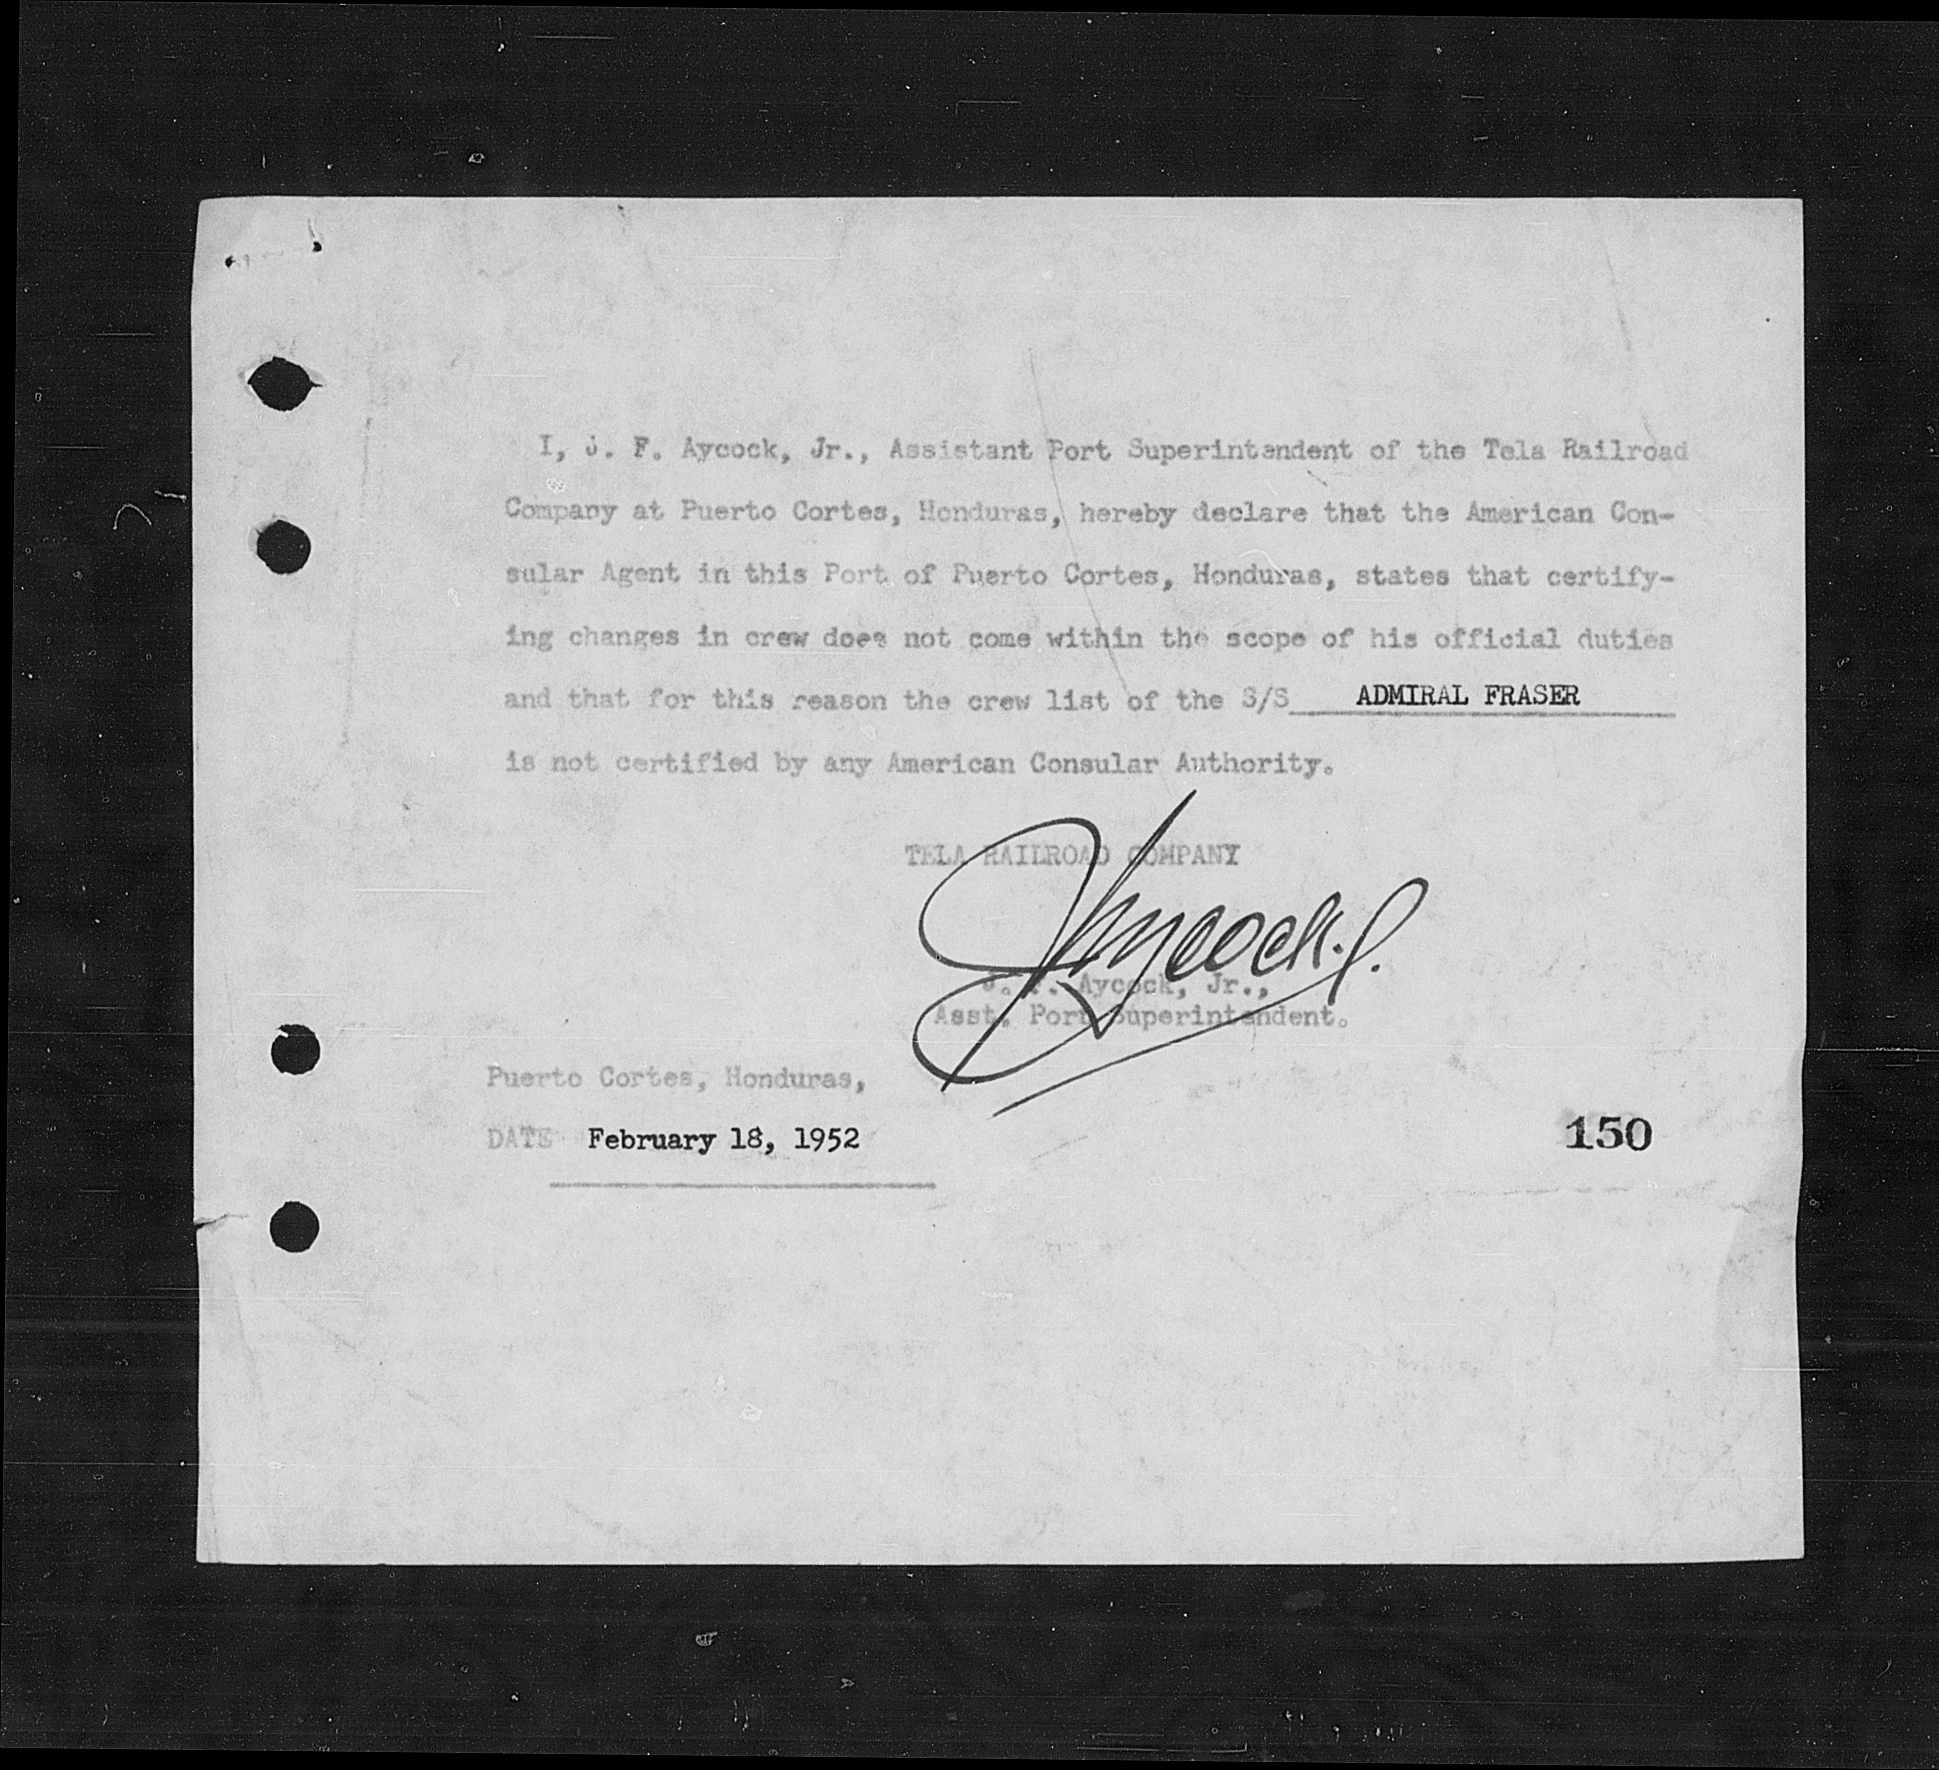 I, J. F. Aycock, Jr., Assistant Port Superintendent of the Tela Railroad
Company at Puerto Cortes, Honduras, hereby declare that the American Con-
sular Agent in this Port of Puerto Cortes, Honduras, states that certify-
ing changes in crew does not come within the scope of his official duties
and that for this reason the crew list of the S/S ADMIRAL FRASER
is not certified by any American Consular Authority.
TELA RAILROAD COMPANY
JFAycock Jr.
J. F. Aycock, Jr.,
Asst. Port Superintendent.
Puerto Cortes, Honduras,
DATE February 18, 1952
150